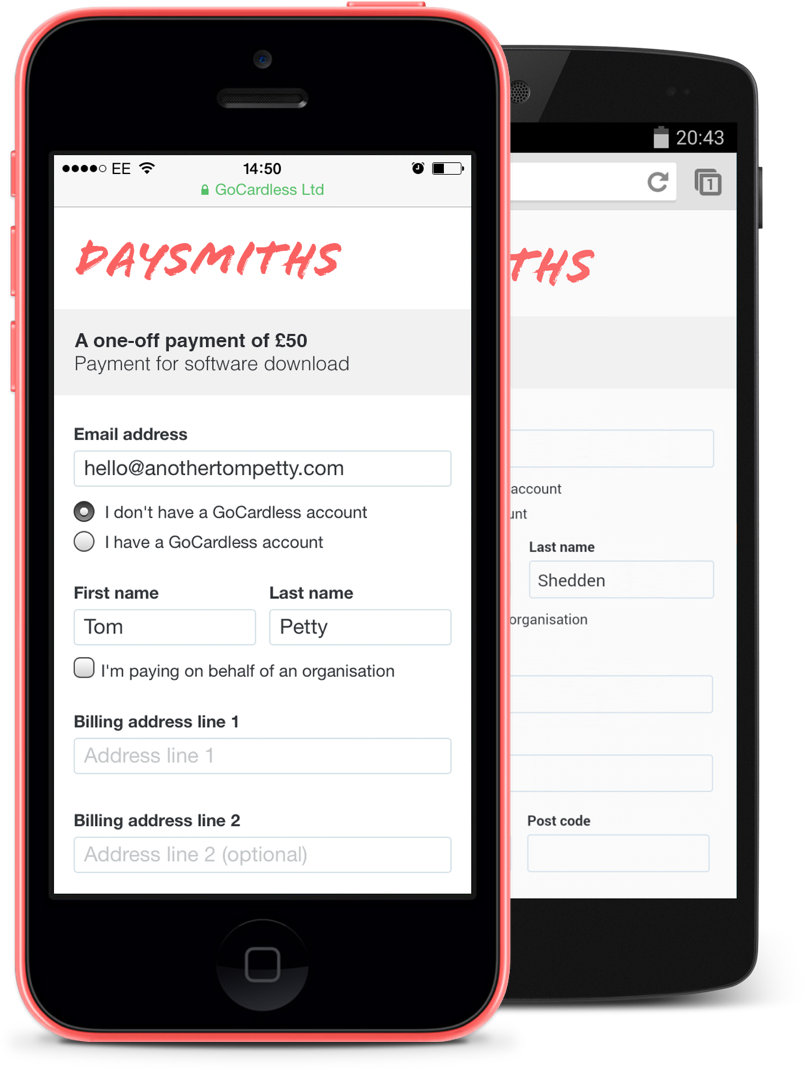 EE 14:50
GoCardless Ltd
DAYSMITHS
A one-off payment of £50
Payment for software download
Email address
hello@anothertompetty.com
I don't have a GoCardless account
I have a GoCardless account
First name Last name
Tom Petty
I'm paying on behalf of an organisation
Billing address line 1
Address line 1
Billing address line 2
Address line 2 (optional)
20:43
1
THS
account
unt
Last name
Shedden
organisation
Post code